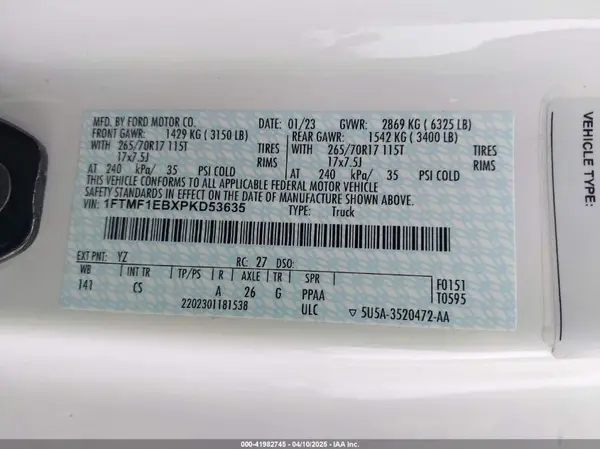 MFD. BY FORD MOTOR CO. DATE: 01/23 GVWR: 2869 KG ( 6325 LB)
FRONT GAWR: 1429 KG ( 3150 LB) REAR GAWR: 1542 KG ( 3400 LB)
WITH 265/70R17 115T TIRES WITH 265/70R17 115T TIRES
17x7.5J RIMS 17x7.5J RIMS
AT 240 kPa/ 35 PSI COLD AT 240 kPa/ 35 PSI COLD
THIS VEHICLE CONFORMS TO ALL APPLICABLE FEDERAL MOTOR VEHICLE
SAFETY STANDARDS IN EFFECT ON THE DATE OF MANUFACTURE SHOWN ABOVE.
VIN: 1FTMF1EBXPKD53635 TYPE: Truck
EXT PNT: YZ RC: 27 DSO:
WB INT TR TP/PS R AXLE TR SPR F0151
141 CS A 26 G PPAA T0595
2202301181538 ULC ▽ 5U5A-3520472-AA
VEHICLE TYPE
000-41982745 - 04/10/2025 - IAA Inc.